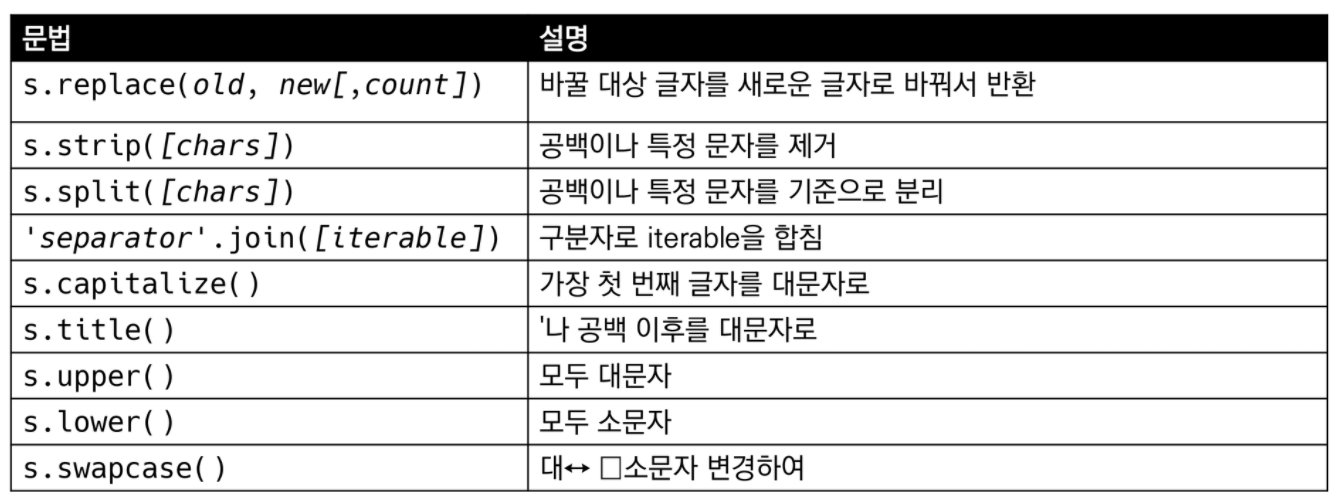 문법 설명
s.replace(old, new[,count]) 바꿀 대상 글자를 새로운 글자로 바꿔서 반환
s.strip([chars]) 공백이나 특정 문자를 제거
s.split([chars]) 공백이나 특정 문자를 기준으로 분리
'separator'.join([iterable]) 구분자로 iterable을 합침
s.capitalize() 가장 첫 번째 글자를 대문자로
s.title() '나 공백 이후를 대문자로
s.upper() 모두 대문자
s.lower() 모두 소문자
s.swapcase() 대↔ □소문자 변경하여